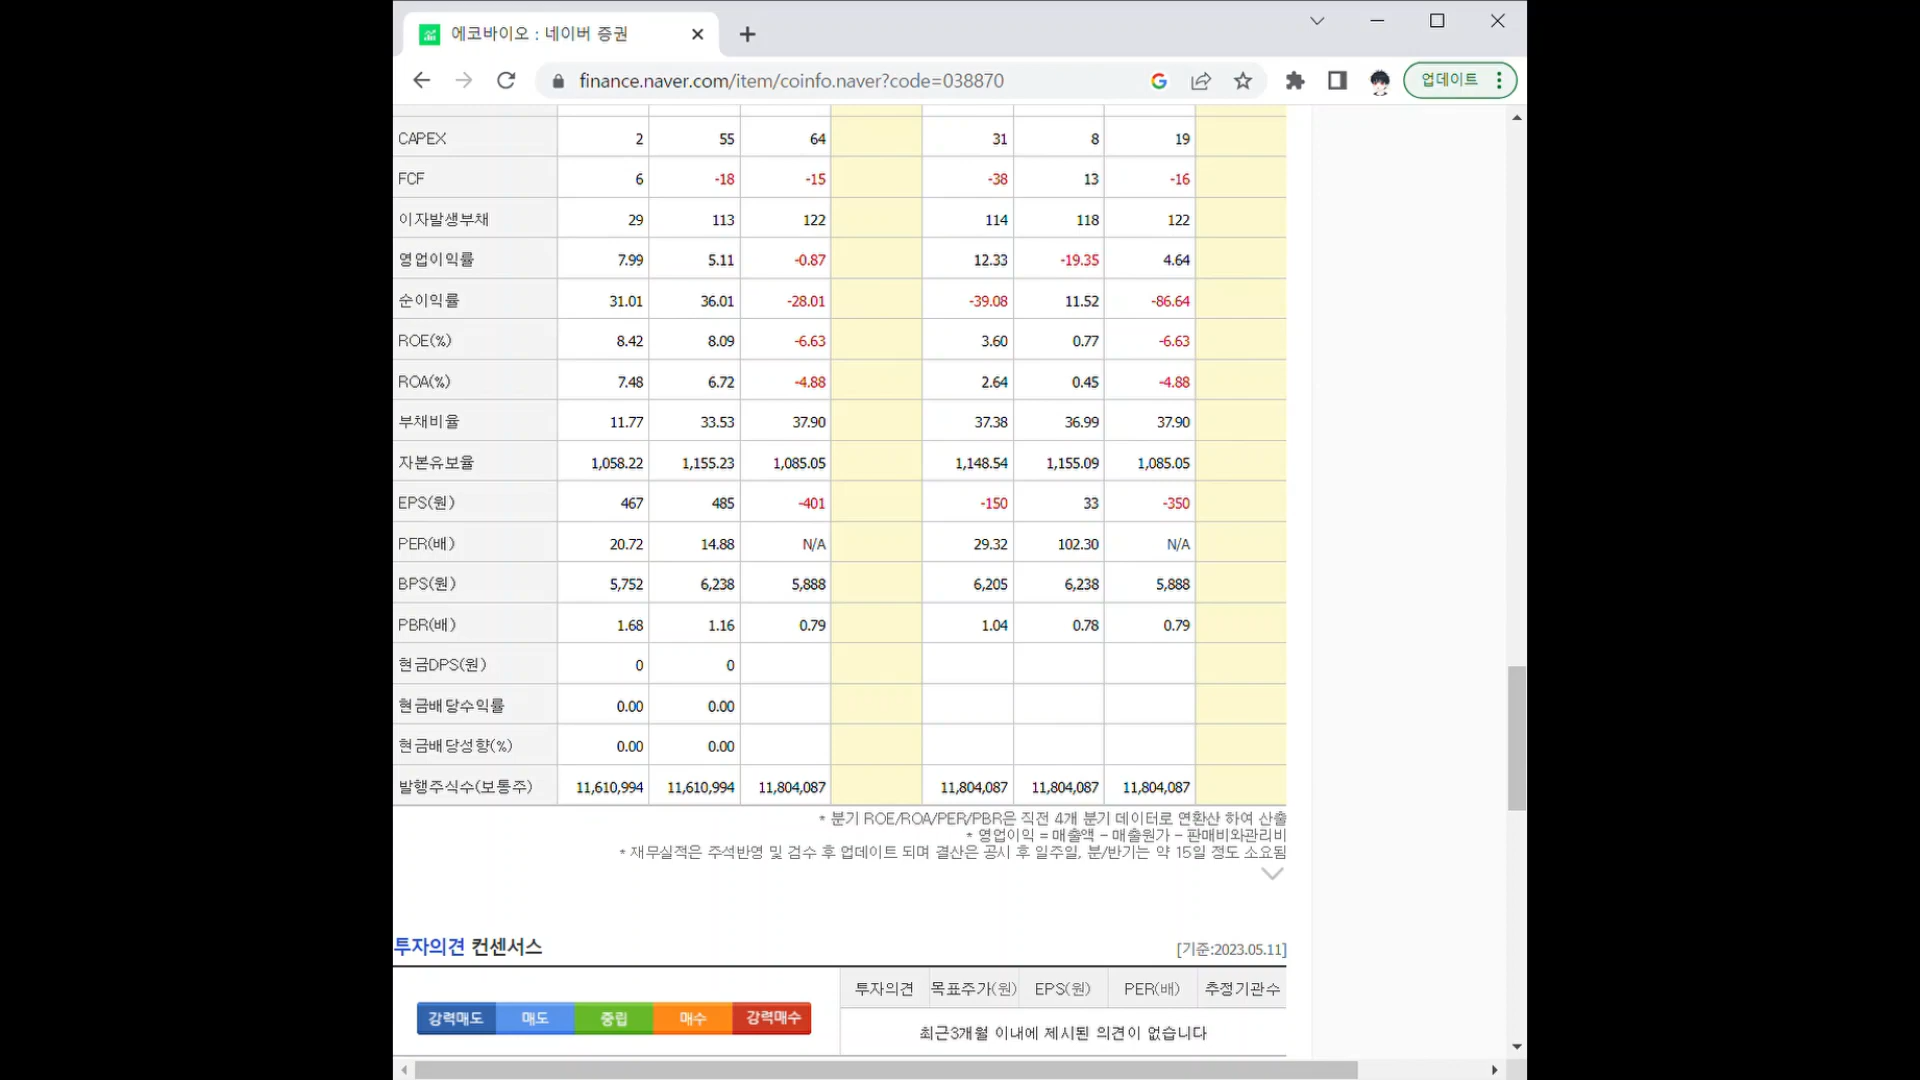 에코바이오 : 네이버 증권
finance.naver.com/item/coinfo.naver?code=038870
업데이트
CAPEX 2 55 64 31 8 19
FCF 6 -18 -15 -38 13 -16
이자발생부채 29 113 122 114 118 122
영업이익률 7.99 5.11 -0.87 12.33 -19.35 4.64
순이익률 31.01 36.01 -28.01 -39.08 11.52 -86.64
ROE(%) 8.42 8.09 -6.63 3.60 0.77 -6.63
ROA(%) 7.48 6.72 -4.88 2.64 0.45 -4.88
부채비율 11.77 33.53 37.90 37.38 36.99 37.90
자본유보율 1,058.22 1,155.23 1,085.05 1,148.54 1,155.09 1,085.05
EPS(원) 467 485 -401 -150 33 -350
PER(배) 20.72 14.88 N/A 29.32 102.30 N/A
BPS(원) 5,752 6,238 5,888 6,205 6,238 5,888
PBR(배) 1.68 1.16 0.79 1.04 0.78 0.79
현금DPS(원) 0 0
현금배당수익률 0.00 0.00
현금배당성향(%) 0.00 0.00
발행주식수(보통주) 11,610,994 11,610,994 11,804,087 11,804,087 11,804,087 11,804,087
* 분기 ROE/ROA/PER/PBR은 직전 4개 분기 데이터로 연환산 하여 산출
* 영업이익 = 매출액 - 매출원가 - 판매비와관리비
* 재무실적은 주석반영 및 검수 후 업데이트 되며 결산은 공시 후 일주일, 분/반기는 약 15일 정도 소요됨
투자의견 컨센서스 [기준:2023.05.11]
투자의견 목표주가(원) EPS(원) PER(배) 추정기관수
강력매도 매도 중립 매수 강력매수
최근3개월 이내에 제시된 의견이 없습니다